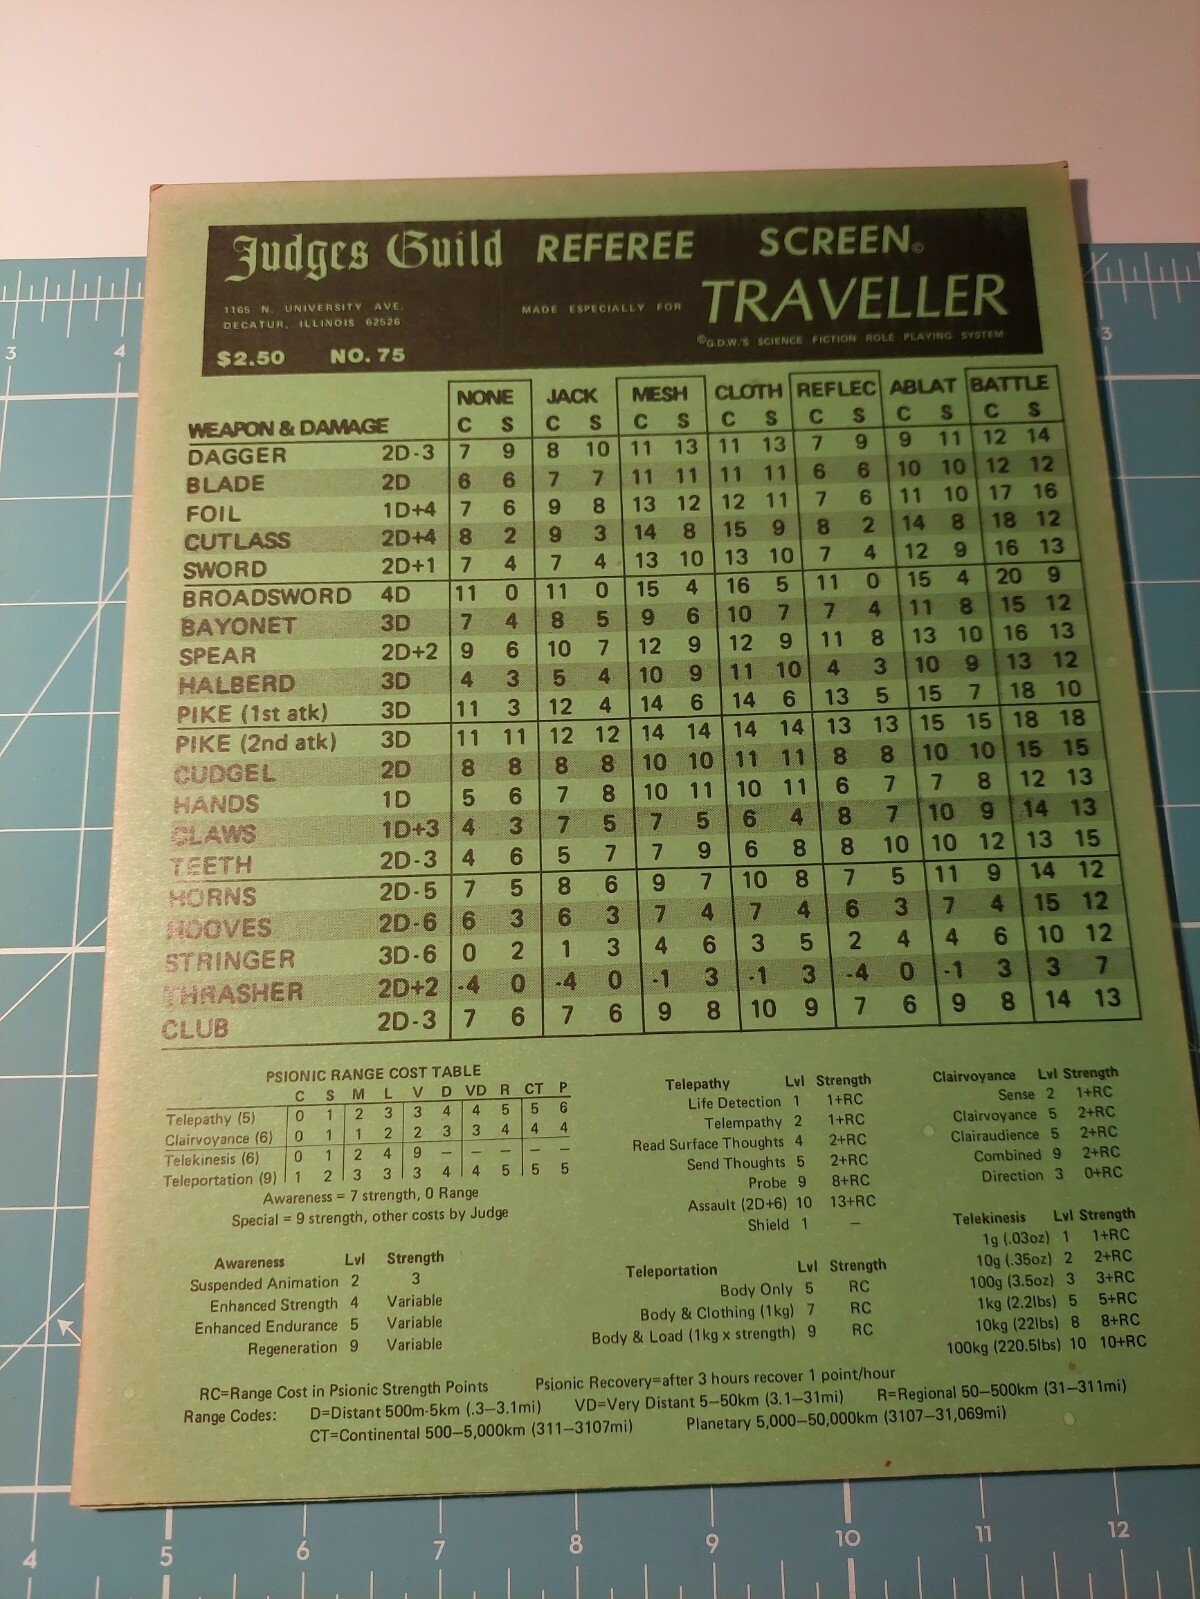 3 4 3
Judges Guild REFEREE SCREEN©
1165 N. UNIVERSITY AVE. MADE ESPECIALLY FOR TRAVELLER
DECATUR, ILLINOIS 62526
©G.D.W.'S SCIENCE FICTION ROLE PLAYING SYSTEM
$2.50 NO. 75
NONE JACK MESH CLOTH REFLEC ABLAT BATTLE
WEAPON & DAMAGE C S C S C S C S C S C S C S
DAGGER 2D-3 7 9 8 10 11 13 11 13 7 9 9 11 12 14
BLADE 2D 6 6 7 7 11 11 11 11 6 6 10 10 12 12
FOIL 1D+4 7 6 9 8 13 12 12 11 7 6 11 10 17 16
CUTLASS 2D+4 8 2 9 3 14 8 15 9 8 2 14 8 18 12
SWORD 2D+1 7 4 7 4 13 10 13 10 7 4 12 9 16 13
BROADSWORD 4D 11 0 11 0 15 4 16 5 11 0 15 4 20 9
BAYONET 3D 7 4 8 5 9 6 10 7 7 4 11 8 15 12
SPEAR 2D+2 9 6 10 7 12 9 12 9 11 8 13 10 16 13
HALBERD 3D 4 3 5 4 10 9 11 10 4 3 10 9 13 12
PIKE (1st atk) 3D 11 3 12 4 14 6 14 6 13 5 15 7 18 10
PIKE (2nd atk) 3D 11 11 12 12 14 14 14 14 13 13 15 15 18 18
CUDGEL 2D 8 8 8 8 10 10 11 11 8 8 10 10 15 15
HANDS 1D 5 6 7 8 10 11 10 11 6 7 7 8 12 13
CLAWS 1D+3 4 3 7 5 7 5 6 4 8 7 10 9 14 13
TEETH 2D-3 4 6 5 7 7 9 6 8 8 10 10 12 13 15
HORNS 2D-5 7 5 8 6 9 7 10 8 7 5 11 9 14 12
HOOVES 2D-6 6 3 6 3 7 4 7 4 6 3 7 4 15 12
STRINGER 3D-6 0 2 1 3 4 6 3 5 2 4 4 6 10 12
THRASHER 2D+2 -4 0 -4 0 -1 3 -1 3 -4 0 -1 3 3 7
CLUB 2D-3 7 6 7 6 9 8 10 9 7 6 9 8 14 13
PSIONIC RANGE COST TABLE
C S M L V D VD R CT P
Telepathy (5) 0 1 2 3 3 4 4 5 5 6
Clairvoyance (6) 0 1 1 2 2 3 3 4 4 4
Telekinesis (6) 0 1 2 4 9 – – – – –
Teleportation (9) 1 2 3 3 3 4 4 5 5 5
Awareness = 7 strength, 0 Range
Special = 9 strength, other costs by Judge
Awareness Lvl Strength
Suspended Animation 2 3
Enhanced Strength 4 Variable
Enhanced Endurance 5 Variable
Regeneration 9 Variable
Telepathy Lvl Strength
Life Detection 1 1+RC
Telempathy 2 1+RC
Read Surface Thoughts 4 2+RC
Send Thoughts 5 2+RC
Probe 9 8+RC
Assault (2D+6) 10 13+RC
Shield 1 –
Teleportation Lvl Strength
Body Only 5 RC
Body & Clothing (1kg) 7 RC
Body & Load (1kg x strength) 9 RC
Clairvoyance Lvl Strength
Sense 2 1+RC
Clairvoyance 5 2+RC
Clairaudience 5 2+RC
Combined 9 2+RC
Direction 3 0+RC
Telekinesis Lvl Strength
1g (.03oz) 1 1+RC
10g (.35oz) 2 2+RC
100g (3.5oz) 3 3+RC
1kg (2.2lbs) 5 5+RC
10kg (22lbs) 8 8+RC
100kg (220.5lbs) 10 10+RC
RC=Range Cost in Psionic Strength Points Psionic Recovery=after 3 hours recover 1 point/hour
Range Codes: D=Distant 500m-5km (.3–3.1mi) VD=Very Distant 5–50km (3.1–31mi) R=Regional 50–500km (31–311mi)
CT=Continental 500–5,000km (311–3107mi) Planetary 5,000–50,000km (3107–31,069mi)
4 5 6 7 8 9 10 11 12